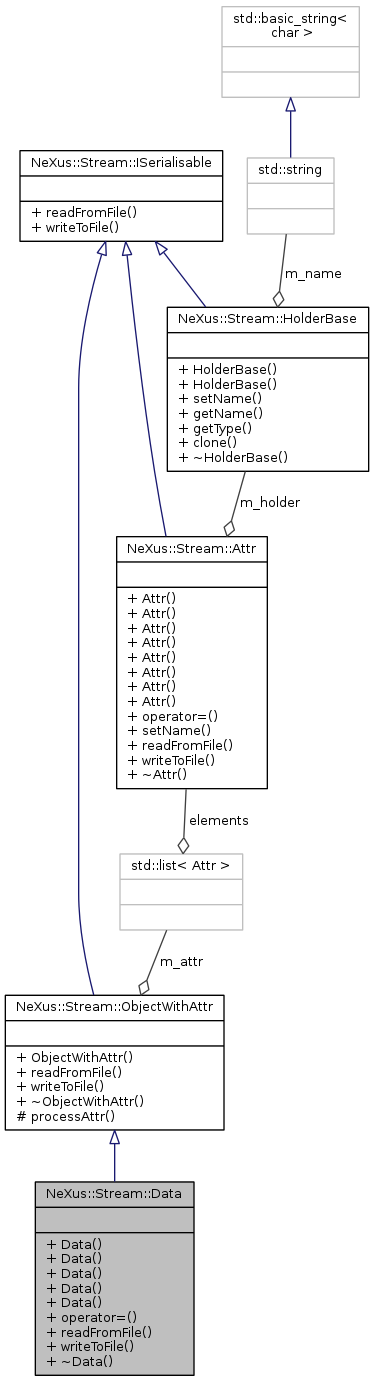 std::basic_string<
char >
std::string
NeXus::Stream::ISerialisable
+ readFromFile()
+ writeToFile()
m_name
NeXus::Stream::HolderBase
+ HolderBase()
+ HolderBase()
+ setName()
+ getName()
+ getType()
+ clone()
+ ~HolderBase()
m_holder
NeXus::Stream::Attr
+ Attr()
+ Attr()
+ Attr()
+ Attr()
+ Attr()
+ Attr()
+ Attr()
+ Attr()
+ operator=()
+ setName()
+ readFromFile()
+ writeToFile()
+ ~Attr()
elements
std::list< Attr >
m_attr
NeXus::Stream::ObjectWithAttr
+ ObjectWithAttr()
+ readFromFile()
+ writeToFile()
+ ~ObjectWithAttr()
# processAttr()
NeXus::Stream::Data
+ Data()
+ Data()
+ Data()
+ Data()
+ Data()
+ operator=()
+ readFromFile()
+ writeToFile()
+ ~Data()